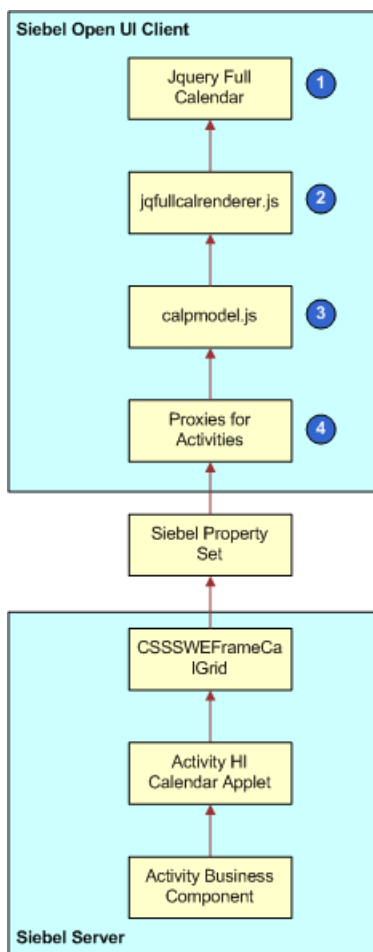 Siebel Open UI Client
Jquery Full
Calendar
1
jqfullcalrenderer.js
2
calpmodel.js
3
Proxies for
Activities
4
Siebel Property
Set
CSSSWEFrameCa
lGrid
Activity HI
Calendar Applet
Activity Business
Component
Siebel Server